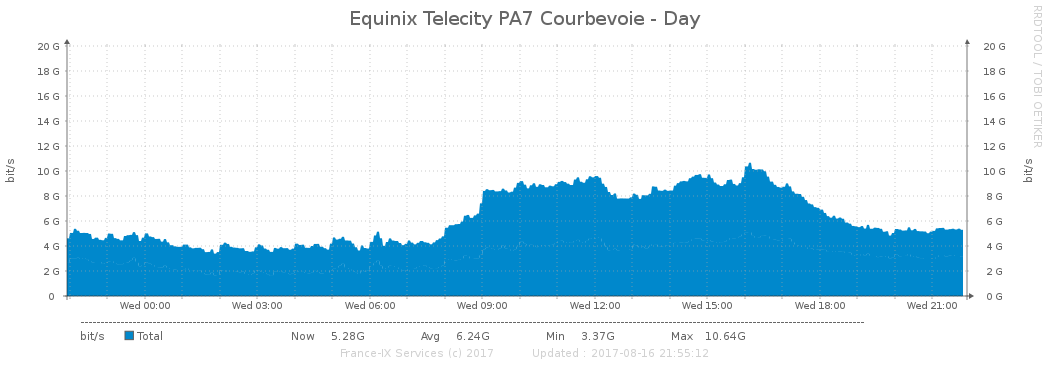 Equinix Telecity PA7 Courbevoie - Day
RRDTOOL / TOBI OETIKER
bit/s
bit/s
20 G 20 G
18 G 18 G
16 G 16 G
14 G 14 G
12 G 12 G
10 G 10 G
8 G 8 G
6 G 6 G
4 G 4 G
2 G 2 G
0 0 G
Wed 00:00 Wed 03:00 Wed 06:00 Wed 09:00 Wed 12:00 Wed 15:00 Wed 18:00 Wed 21:00
bit/s Total Now 5.28G Avg 6.24G Min 3.37G Max 10.64G
France-IX Services (c) 2017 Updated : 2017-08-16 21:55:12